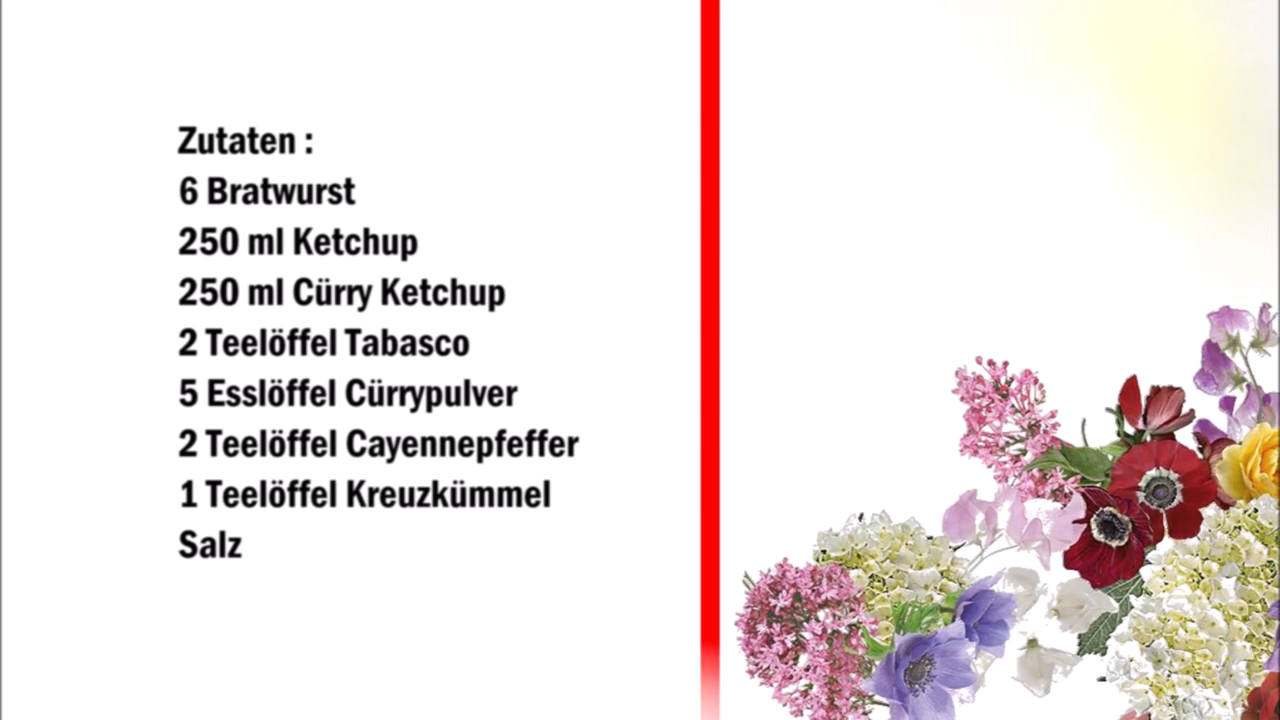 Zutaten :
6 Bratwurst
250 ml Ketchup
250 ml Cürry Ketchup
2 Teelöffel Tabasco
5 Esslöffel Cürrypulver
2 Teelöffel Cayennepfeffer
1 Teelöffel Kreuzkümmel
Salz